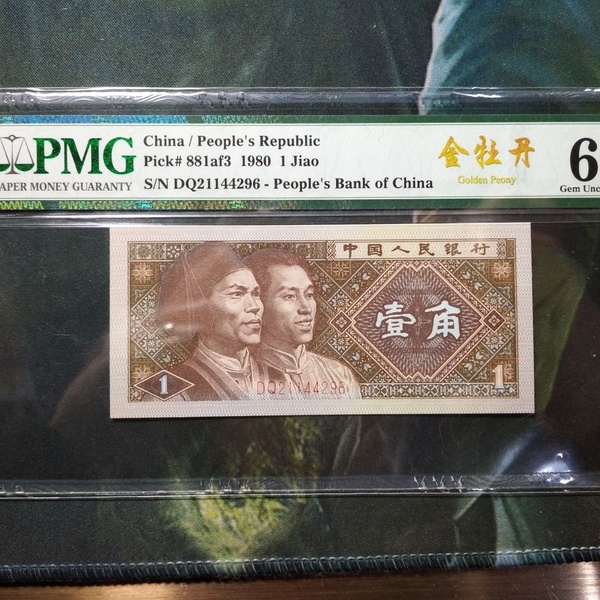 PMG
PAPER MONEY GUARANTY
China / People's Republic
Pick# 881af3 1980 1 Jiao
S/N DQ21144296 - People's Bank of China
金牡丹
Golden Peony
6
Gem Unc
中国人民银行
壹角
1
DQ21144296
1